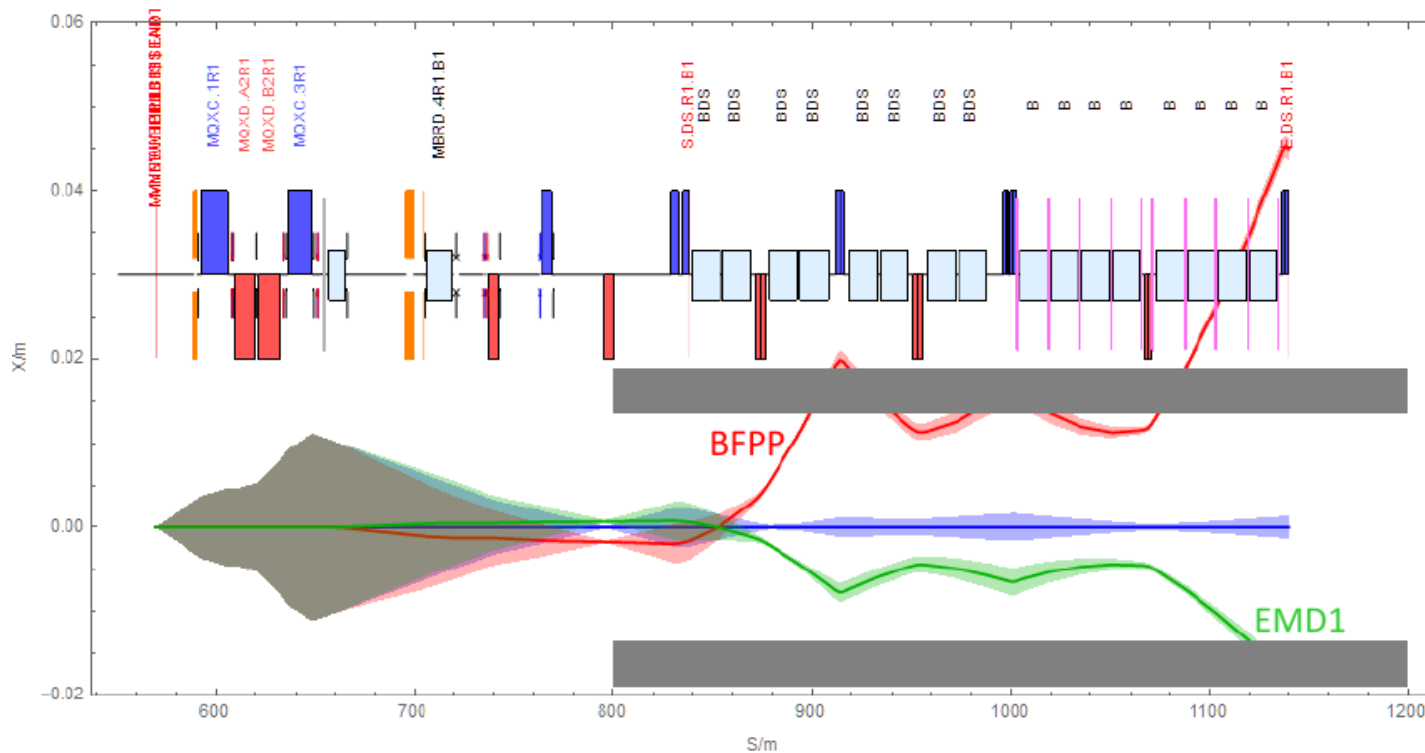 0.06
0.04
0.02
0.00
−0.02
X/m
MQXC.1R1
MQXD.A2R1
MQXD.B2R1
MQXC.3R1
MBRD.4R1.B1
S.DS.R1.B1
BDS
BDS
BDS
BDS
BDS
BDS
BDS
BDS
B
B
B
B
B
B
B
B
E.DS.R1.B1
BFPP
EMD1
600
700
800
900
1000
1100
1200
S/m